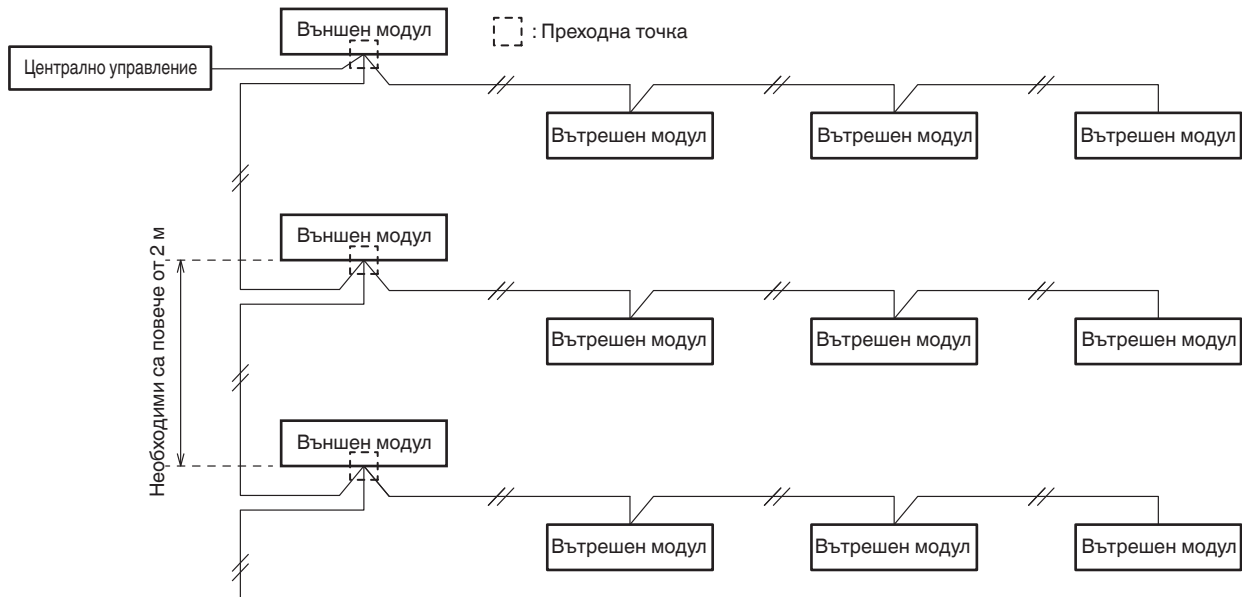 Външен модул
: Преходна точка
Централно управление
Вътрешен модул
Вътрешен модул
Вътрешен модул
Външен модул
Необходими са повече от 2 м
Вътрешен модул
Вътрешен модул
Вътрешен модул
Външен модул
Вътрешен модул
Вътрешен модул
Вътрешен модул